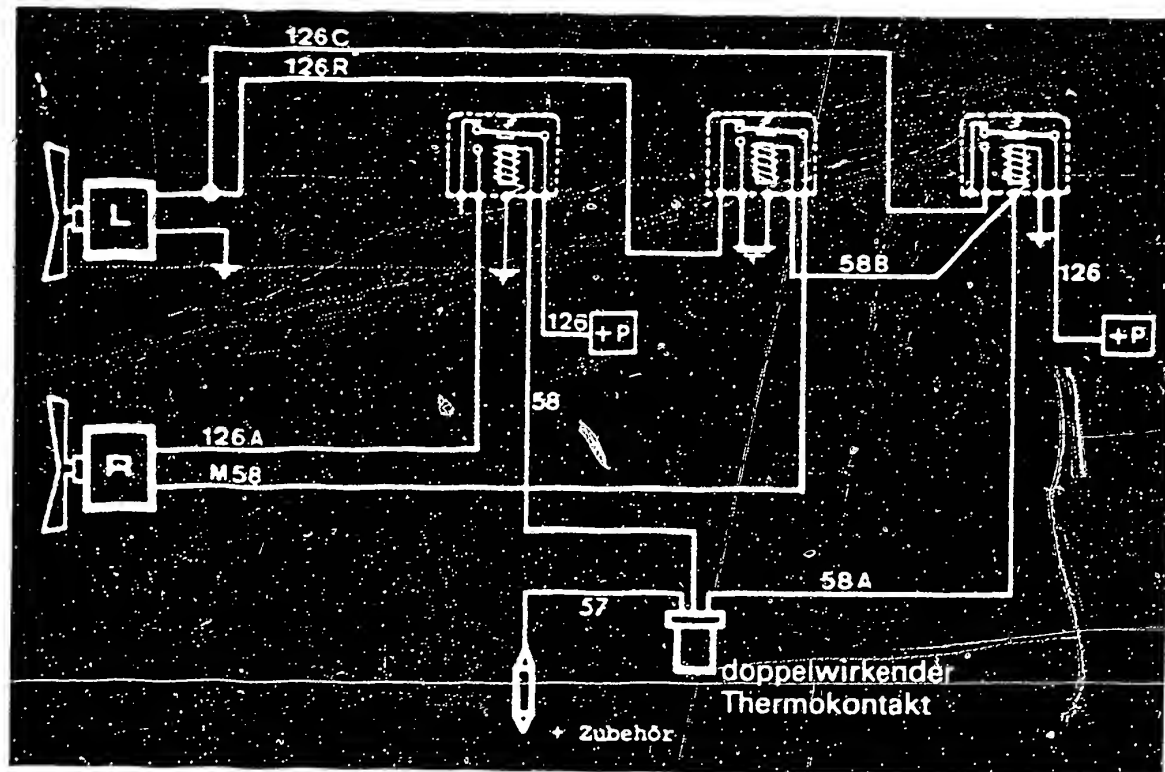 126C
126R
L
58B
126
126
+P
+P
58
126A
R
M58
58A
57
doppelwirkender
Thermokontakt
+ Zubehör